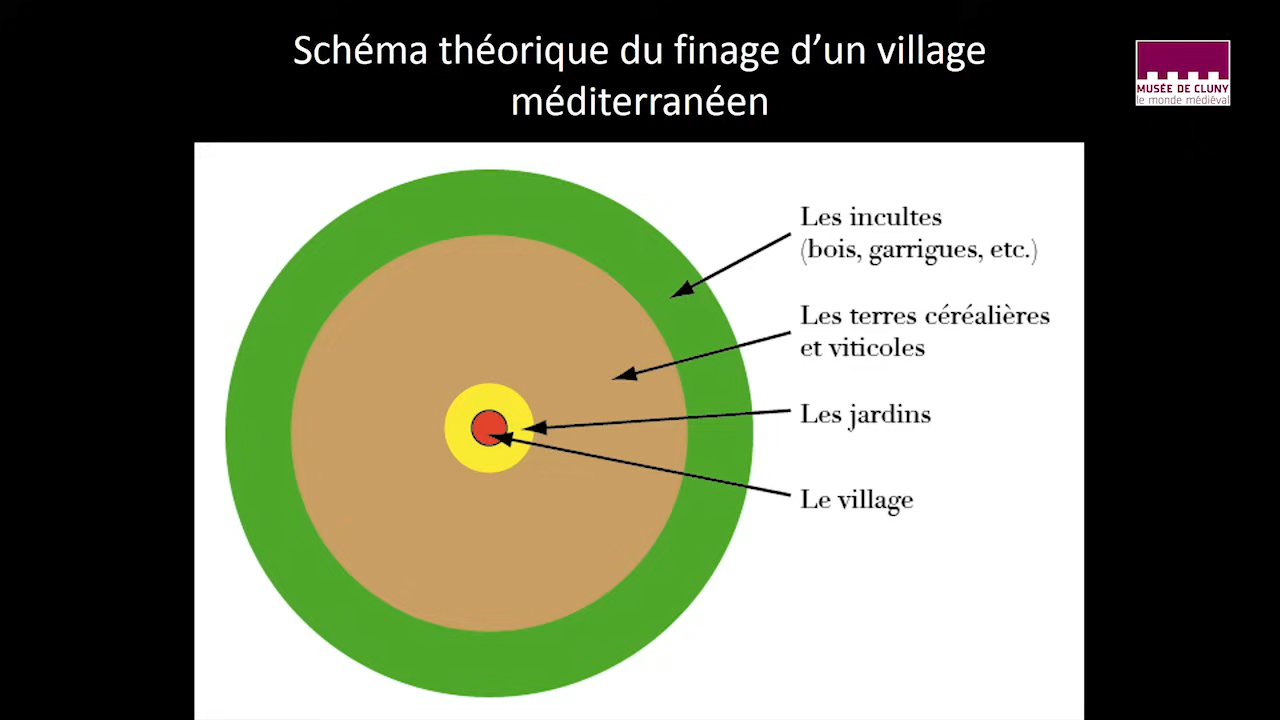 Schéma théorique du finage d’un village
méditerranéen
MUSÉE DE CLUNY
le monde médiéval
Les incultes
(bois, garrigues, etc.)
Les terres céréalières
et viticoles
Les jardins
Le village